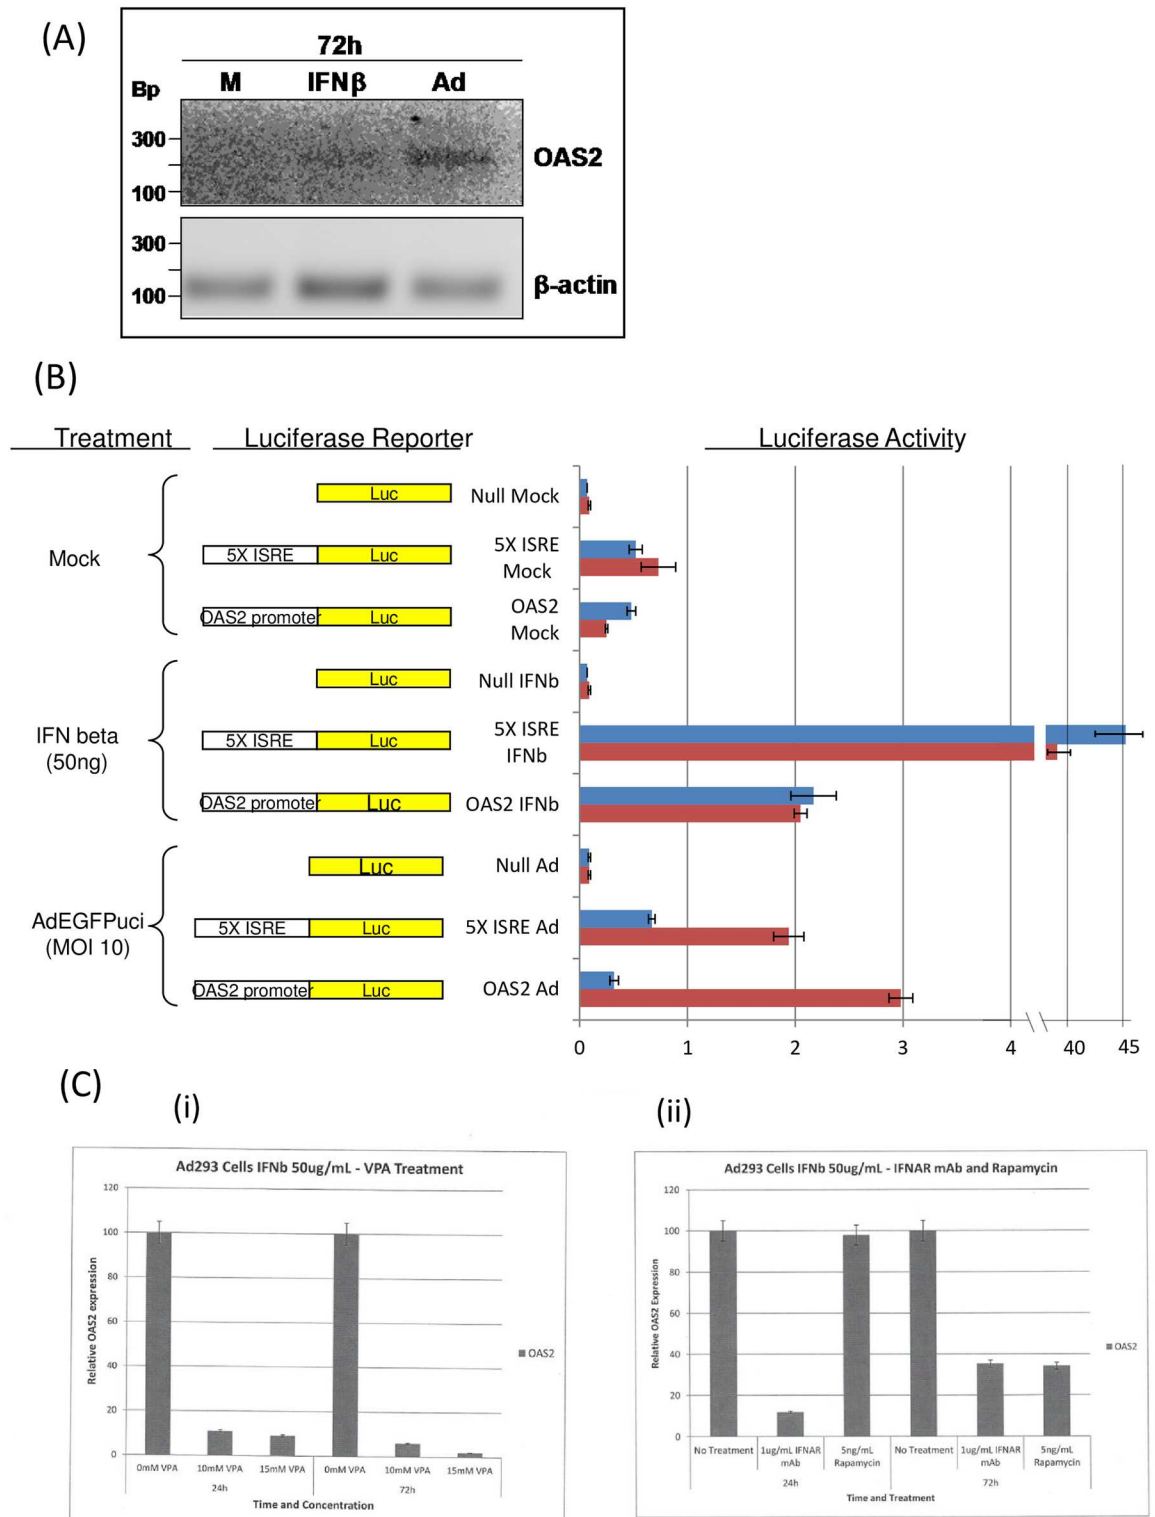 (A)
72h
M IFNβ Ad
Bp
300
100
OAS2
300
100
β-actin
(B)
Treatment Luciferase Reporter Luciferase Activity
Luc Null Mock
Mock 5X ISRE Luc 5X ISRE
Mock
OAS2 promoter Luc OAS2
Mock
Luc Null IFNb
IFN beta
(50ng)
5X ISRE Luc 5X ISRE
IFNb
OAS2 promoter Luc OAS2 IFNb
Luc Null Ad
AdEGFPuci
(MOI 10)
5X ISRE Luc 5X ISRE Ad
OAS2 promoter Luc OAS2 Ad
0 1 2 3 4 40 45
(C)
(i)
Ad293 Cells IFNb 50ug/mL - VPA Treatment
Relative OAS2 expression
120
100
80
60
40
20
0
OAS2
0mM VPA 10mM VPA 15mM VPA 0mM VPA 10mM VPA 15mM VPA
24h 72h
Time and Concentration
(ii)
Ad293 Cells IFNb 50ug/mL - IFNAR mAb and Rapamycin
Relative OAS2 Expression
120
100
80
60
40
20
0
OAS2
No Treatment 1ug/mL IFNAR 5ng/mL No Treatment 1ug/mL IFNAR 5ng/mL
mAb Rapamycin mAb Rapamycin
24h 72h
Time and Treatment